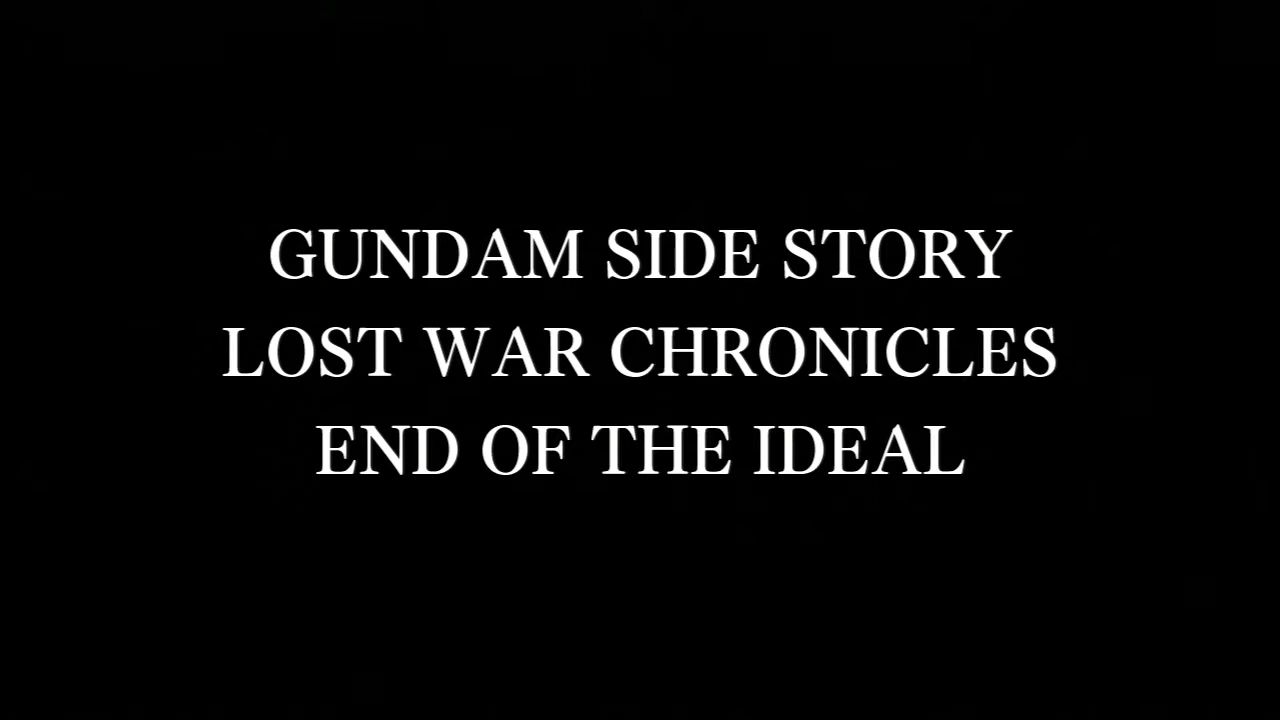 GUNDAM SIDE STORY
LOST WAR CHRONICLES
END OF THE IDEAL